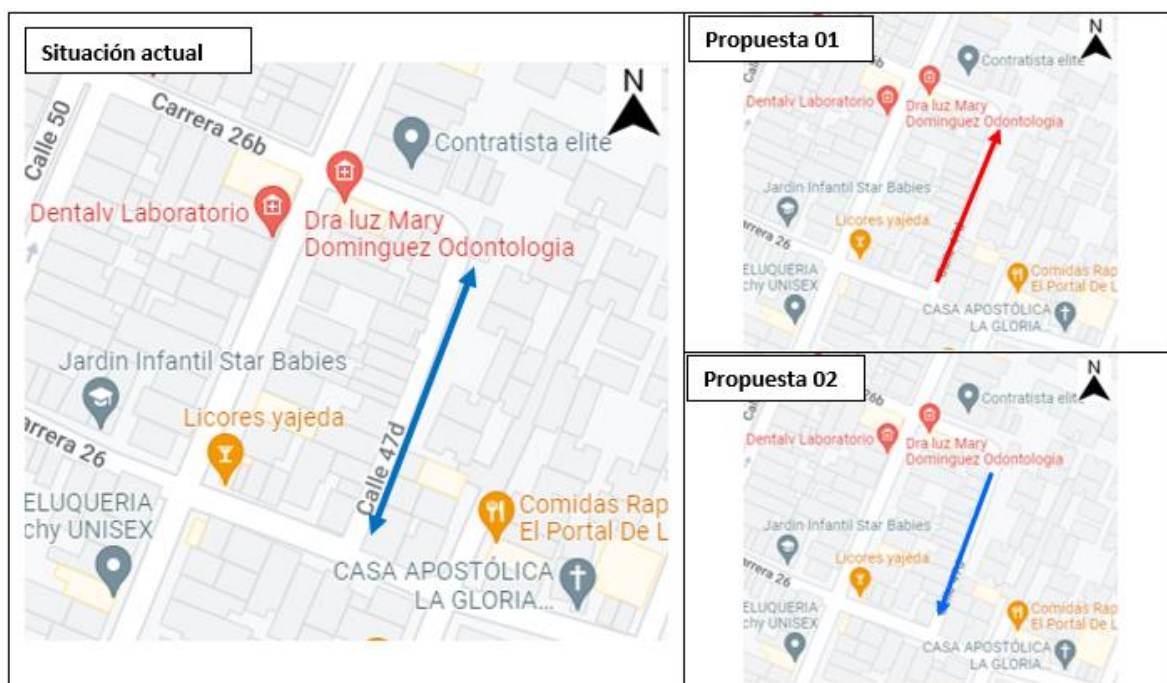 Situación actual
N
Carrera 26b
Calle 50
Contratista elite
Dentalv Laboratorio
Dra luz Mary
Dominguez Odontologia
Jardin Infantil Star Babies
Licores yajeda
Calle 47d
arrera 26
ELUQUERIA
chy UNISEX
Comidas Rap
El Portal De L
CASA APOSTÓLICA
LA GLORIA...
Propuesta 01
N
6b
Contratista elite
Dentalv Laboratorio
Dra luz Mary
Dominguez Odontologia
Jardin Infantil Star Babies
Licores yajeda
Carrera 26
ELUQUERIA
chy UNISEX
Comidas Rap
El Portal De L
CASA APOSTÓLICA
LA GLORIA...
Propuesta 02
N
26b
Contratista elite
Dentalv Laboratorio
Dra luz Mary
Dominguez Odontologia
Jardin Infantil Star Babies
Licores yajeda
arrera 26
ELUQUERIA
chy UNISEX
Comidas Rap
El Portal De L
CASA APOSTÓLICA
LA GLORIA...